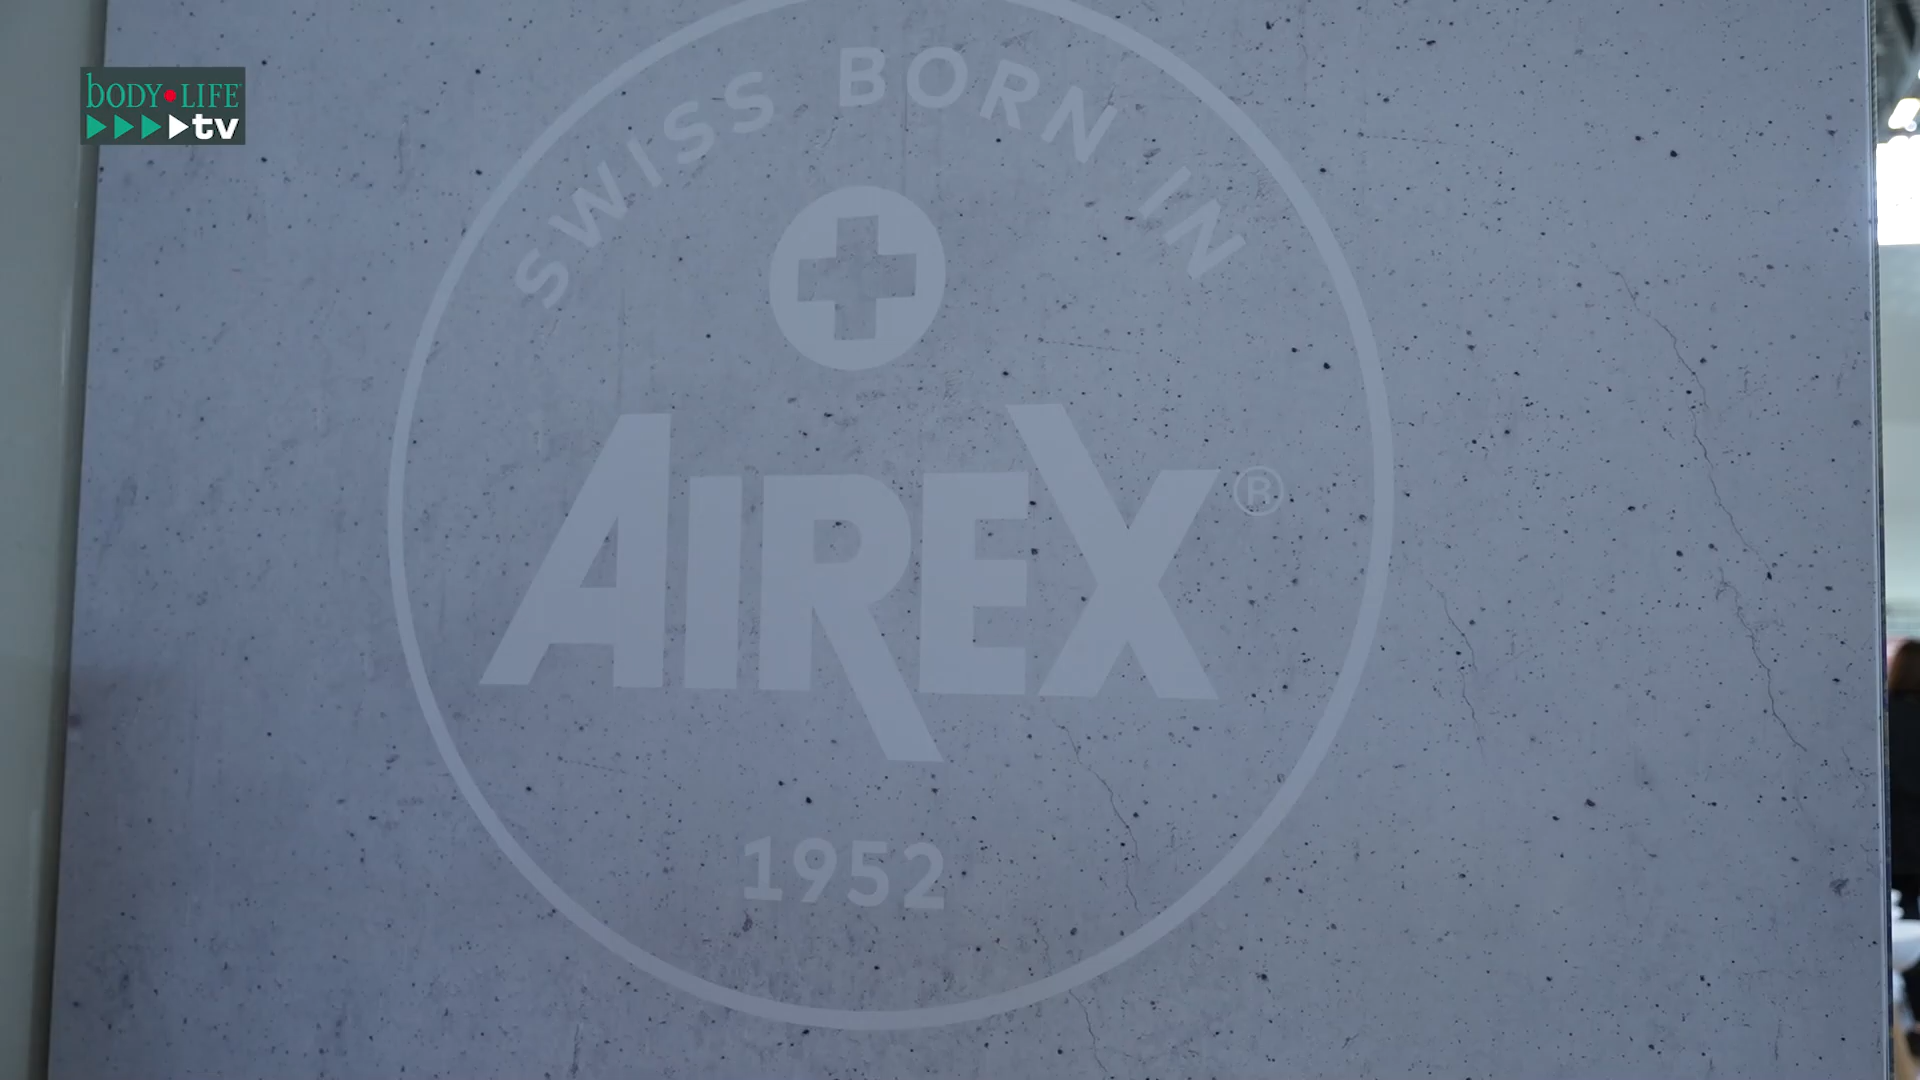 BODY•LIFE
tv
SWISS BORN IN
AIREX®
1952